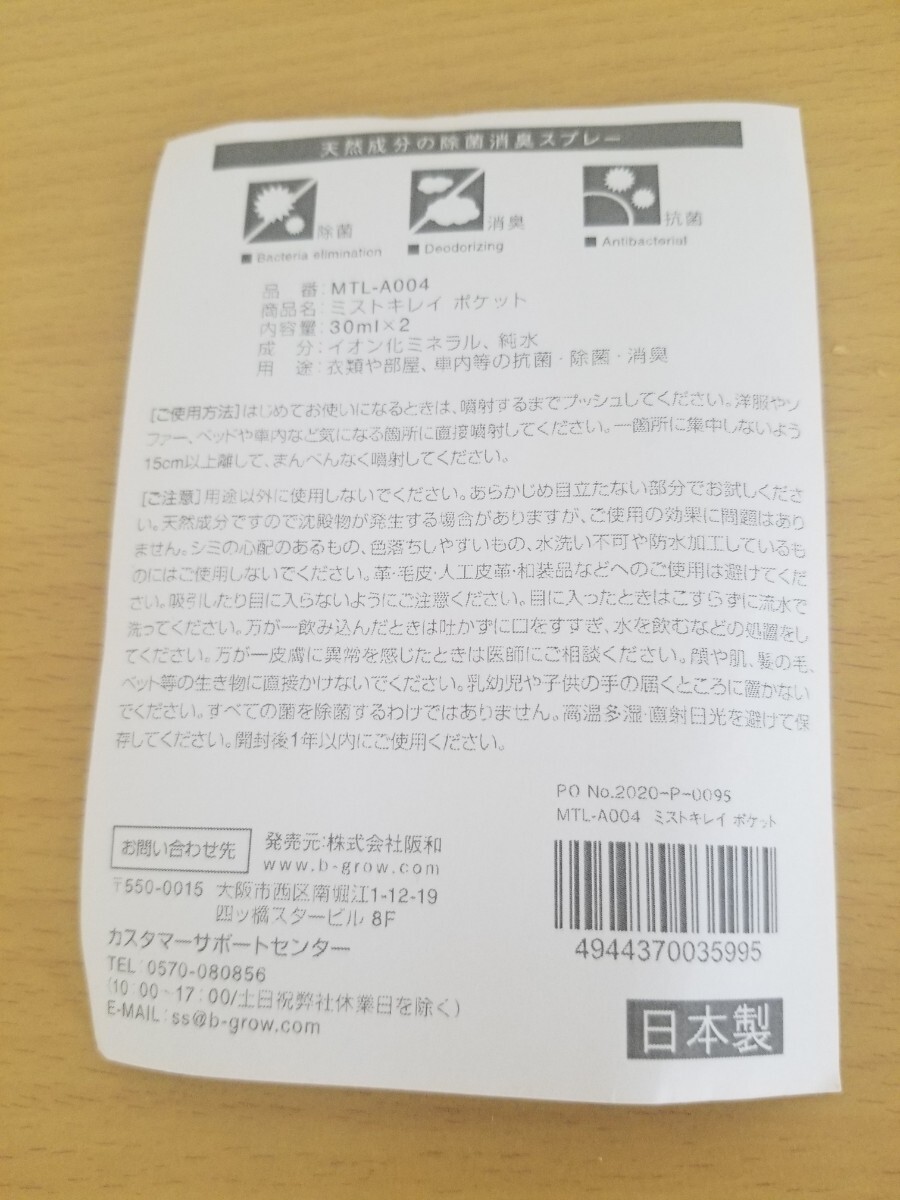 天然成分の除菌消臭スプレー
除菌
■ Bacteria elimination
消臭
■ Deodorizing
抗菌
■ Antibacterial
品　番：MTL-A004
商品名：ミストキレイ ポケット
内容量：30ml×2
成　分：イオン化ミネラル、純水
用　途：衣類や部屋、車内等の抗菌・除菌・消臭
［ご使用方法］はじめてお使いになるときは、噴射するまでプッシュしてください。洋服やソ
ファー、ベッドや車内など気になる箇所に直接噴射してください。一箇所に集中しないよう
15cm以上離して、まんべんなく噴射してください。
［ご注意］用途以外に使用しないでください。あらかじめ目立たない部分でお試しくださ
い。天然成分ですので沈殿物が発生する場合がありますが、ご使用の効果に問題はあり
ません。シミの心配のあるもの、色落ちしやすいもの、水洗い不可や防水加工しているも
のにはご使用しないでください。革・毛皮・人工皮革・和装品などへのご使用は避けてくだ
さい。吸引したり目に入らないようにご注意ください。目に入ったときはこすらずに流水で
洗ってください。万が一飲み込んだときは吐かずに口をすすぎ、水を飲むなどの処置をし
てください。万が一皮膚に異常を感じたときは医師にご相談ください。顔や肌、髪の毛、
ペット等の生き物に直接かけないでください。乳幼児や子供の手の届くところに置かない
でください。すべての菌を除菌するわけではありません。高温多湿・直射日光を避けて保
存してください。開封後1年以内にご使用ください。
PO No.2020-P-0095
MTL-A004 ミストキレイ ポケット
4944370035995
日本製
お問い合わせ先
発売元：株式会社阪和
www.b-grow.com
〒550-0015 大阪市西区南堀江1-12-19
四ッ橋スタービル 8F
カスタマーサポートセンター
TEL：0570-080856
(10：00〜17：00/土日祝弊社休業日を除く)
E-MAIL：ss@b-grow.com